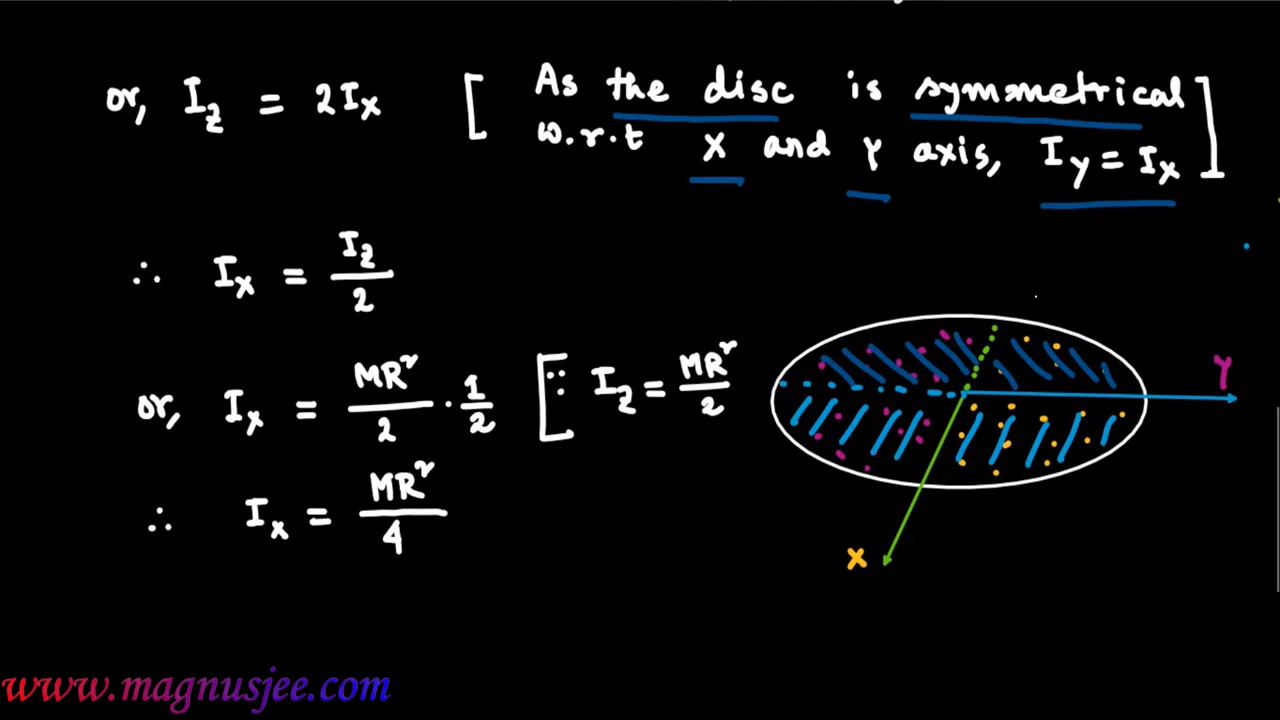 or, I_z = 2I_x [ As the disc is symmetrical
w.r.t X and Y axis, I_Y = I_x ]
∴ I_x = I_z/2
or, I_x = MR²/2 · 1/2 [∵ I_z = MR²/2
∴ I_x = MR²/4
Y
X
www.magnusjee.com